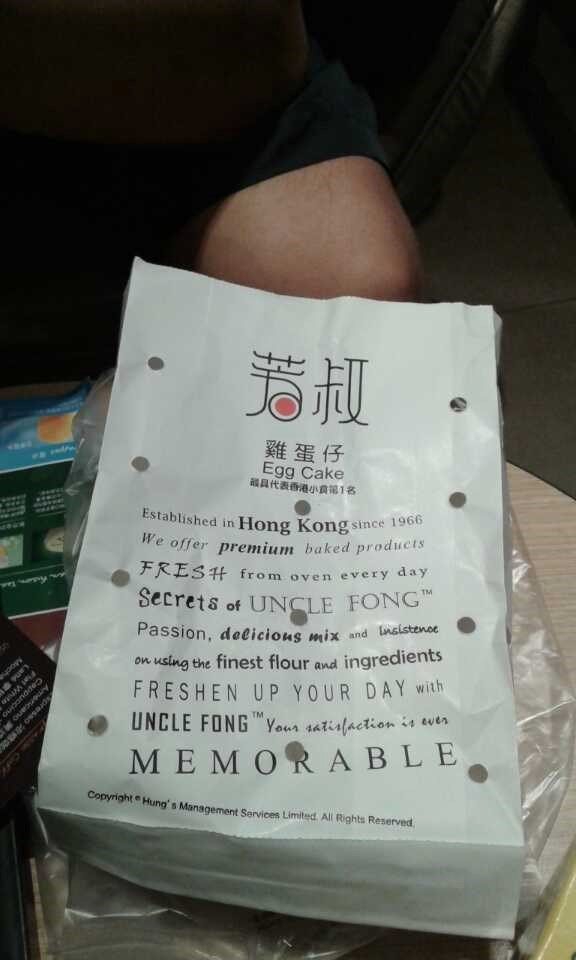 若叔
雞蛋仔
Egg Cake
最具代表香港小食第1名
Established in Hong Kong since 1966
We offer premium baked products
FRESH from oven every day
Secrets of UNCLE FONG™
Passion, delicious mix and Insistence
on using the finest flour and ingredients
FRESHEN UP YOUR DAY with
UNCLE FONG™ Your satisfaction is ever
MEMORABLE
Copyright © Hung's Management Services Limited. All Rights Reserved.